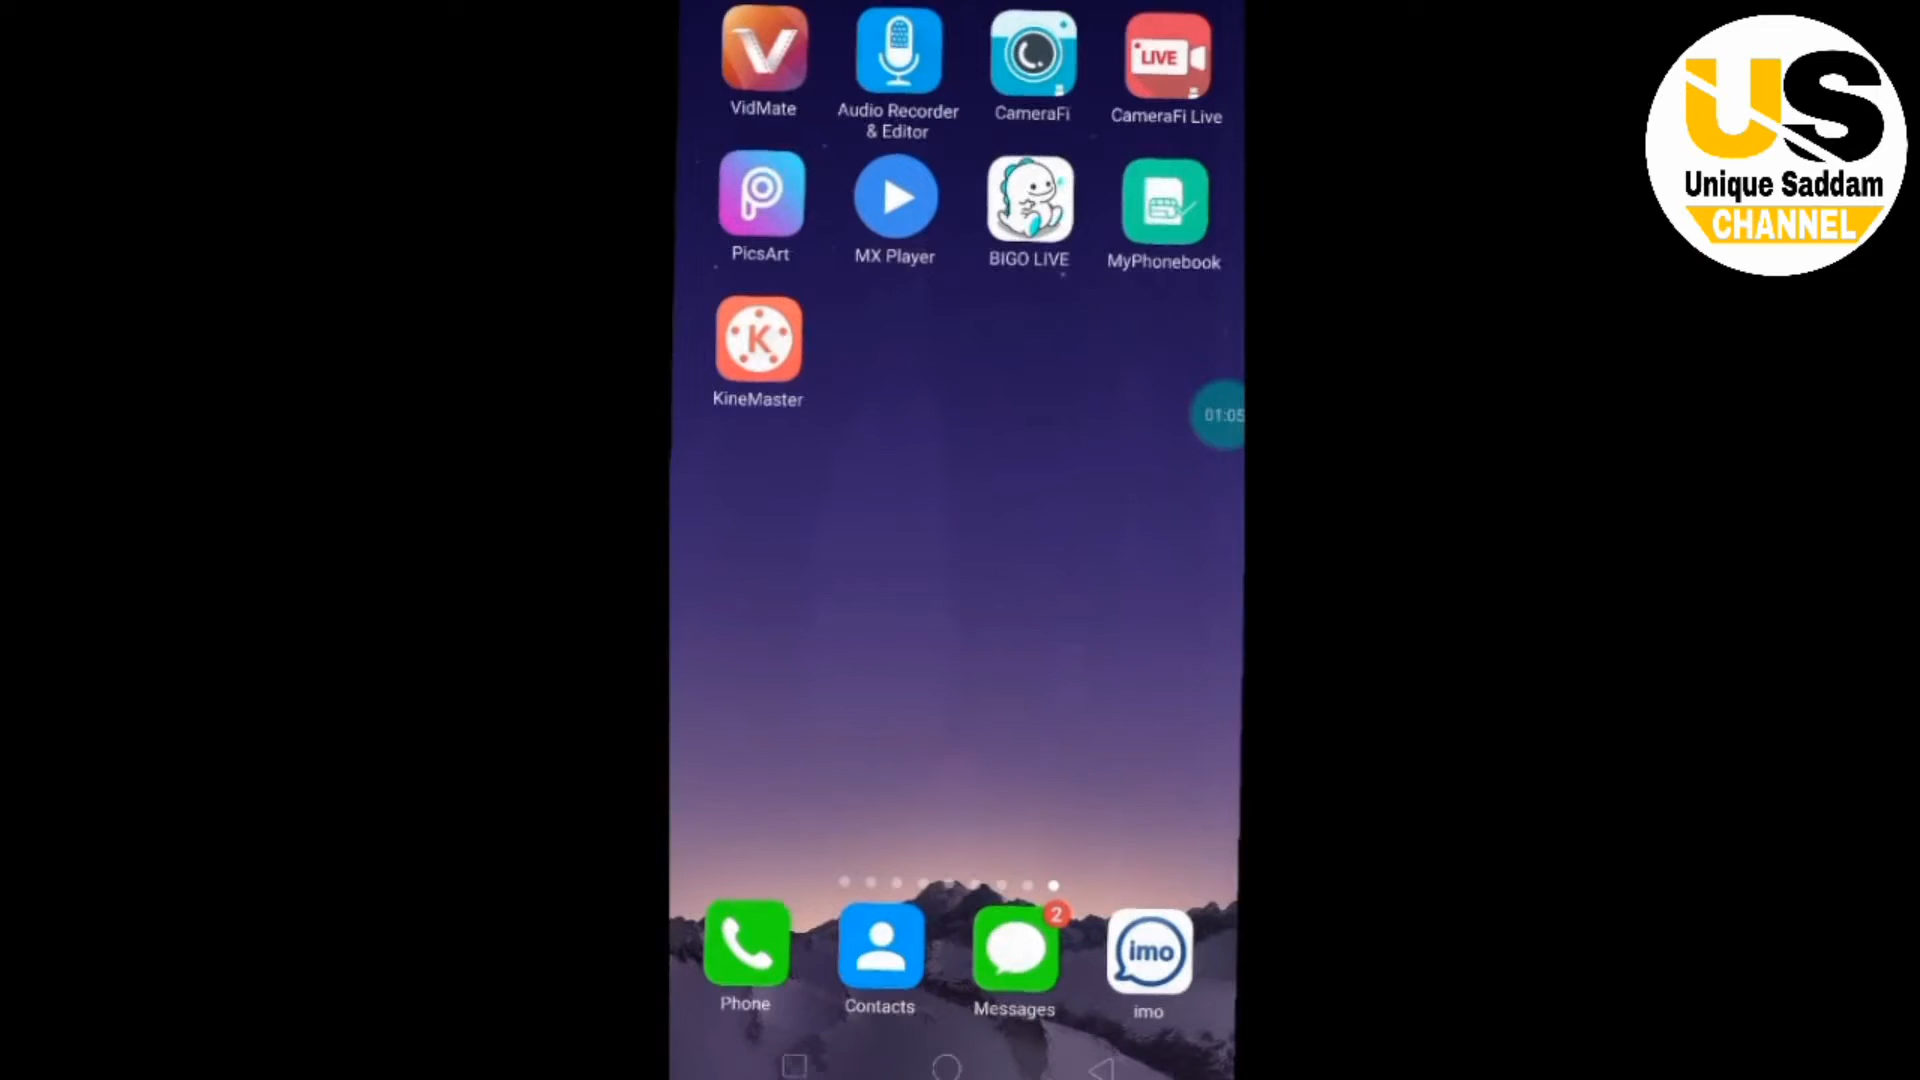 LIVE
VidMate
Audio Recorder
& Editor
CameraFi
CameraFi Live
PicsArt
MX Player
BIGO LIVE
MyPhonebook
K
KineMaster
01:05
2
imo
Phone
Contacts
Messages
imo
US
Unique Saddam
CHANNEL